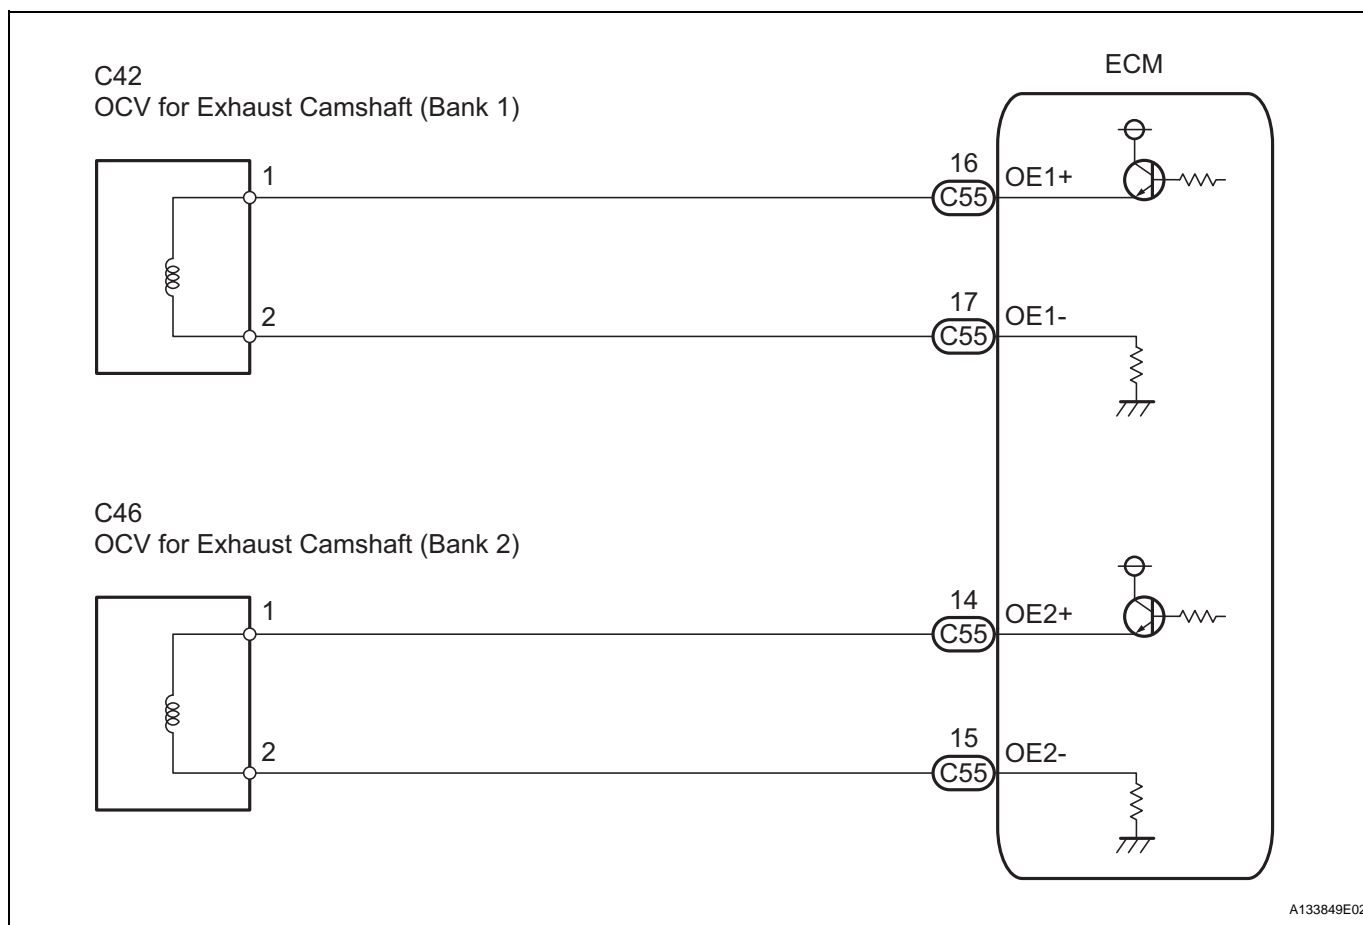 ECM
C42
OCV for Exhaust Camshaft (Bank 1)
1
16
C55
OE1+
2
17
C55
OE1-
C46
OCV for Exhaust Camshaft (Bank 2)
1
14
C55
OE2+
2
15
C55
OE2-
A133849E02